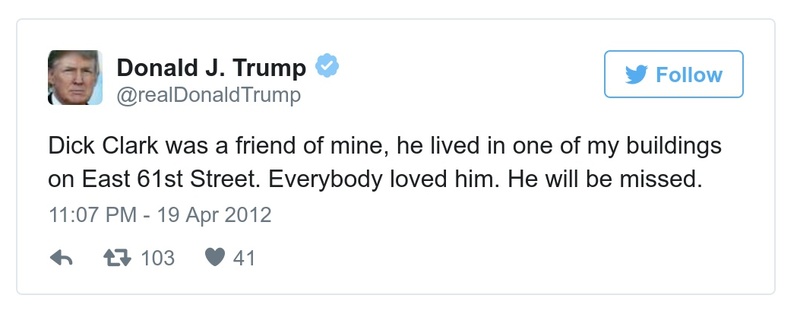 Donald J. Trump
@realDonaldTrump
Follow
Dick Clark was a friend of mine, he lived in one of my buildings
on East 61st Street. Everybody loved him. He will be missed.
11:07 PM - 19 Apr 2012
103 41